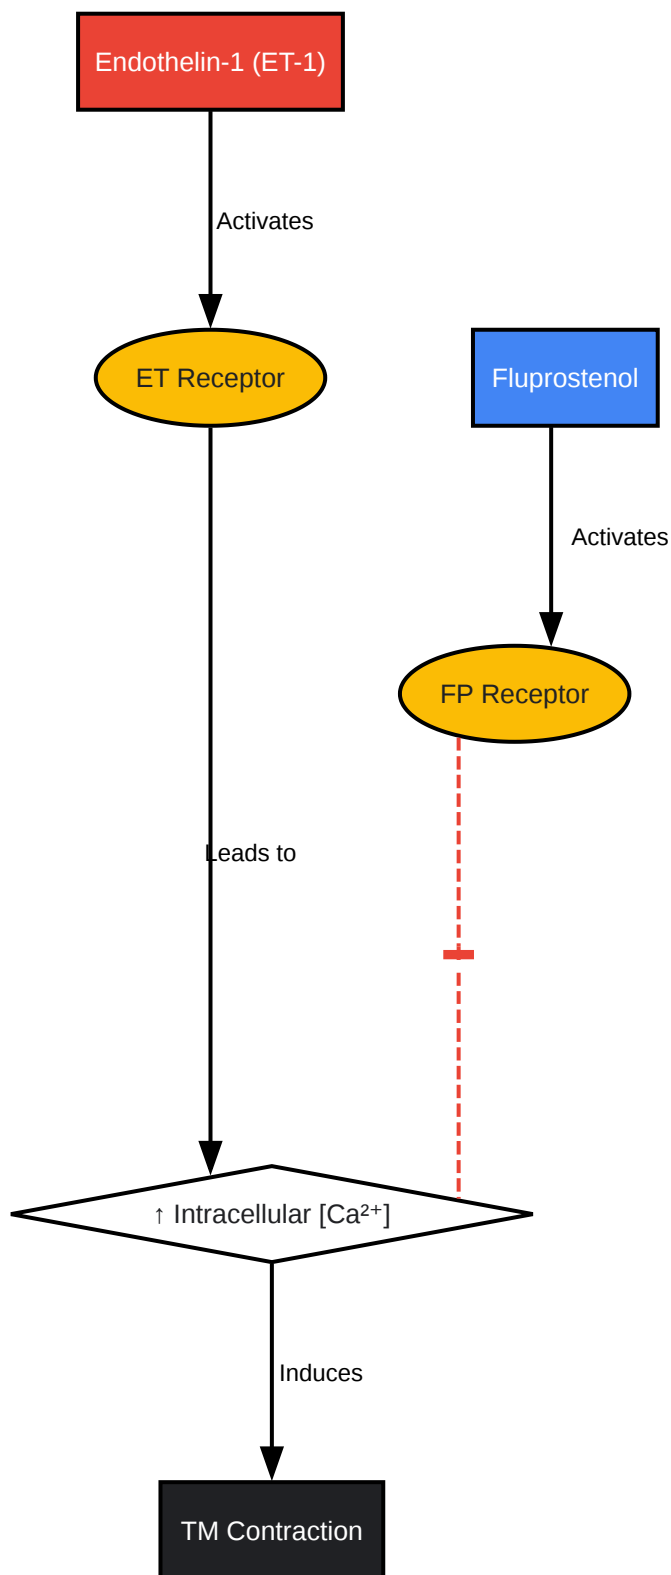 Endothelin-1 (ET-1)
Activates
ET Receptor
Fluprostenol
Activates
FP Receptor
Leads to
↑ Intracellular [Ca²⁺]
Induces
TM Contraction